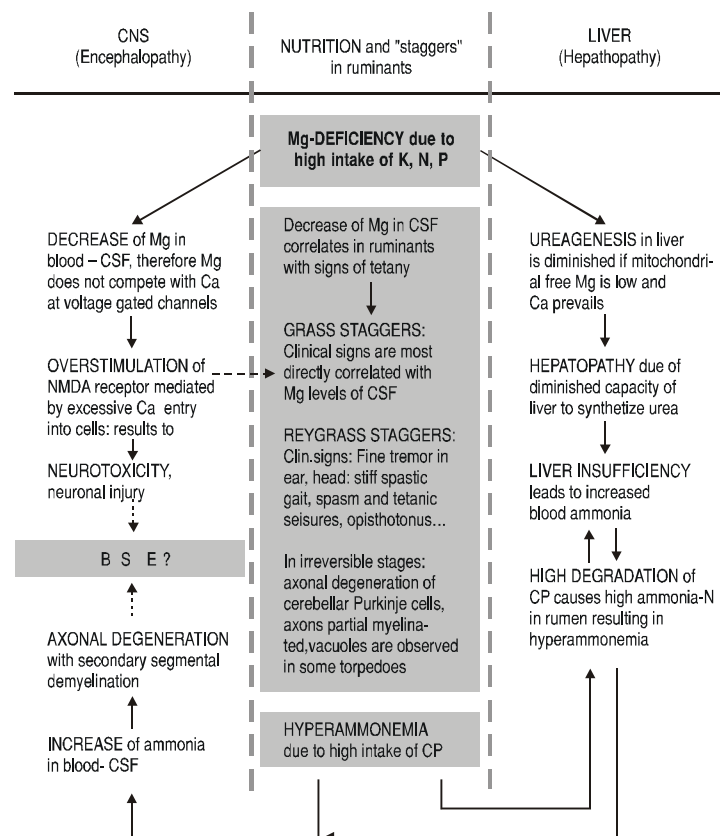 CNS
(Encephalopathy)
NUTRITION and "staggers"
in ruminants
LIVER
(Hepathopathy)
Mg-DEFICIENCY due to
high intake of K, N, P
DECREASE of Mg in
blood – CSF, therefore Mg
does not compete with Ca
at voltage gated channels
OVERSTIMULATION of
NMDA receptor mediated
by excessive Ca entry
into cells: results to
NEUROTOXICITY,
neuronal injury
B S E ?
AXONAL DEGENERATION
with secondary segmental
demyelination
INCREASE of ammonia
in blood- CSF
Decrease of Mg in CSF
correlates in ruminants
with signs of tetany
GRASS STAGGERS:
Clinical signs are most
directly correlated with
Mg levels of CSF
REYGRASS STAGGERS:
Clin.signs: Fine tremor in
ear, head: stiff spastic
gait, spasm and tetanic
seisures, opisthotonus...
In irreversible stages:
axonal degeneration of
cerebellar Purkinje cells,
axons partial myelina-
ted,vacuoles are observed
in some torpedoes
HYPERAMMONEMIA
due to high intake of CP
UREAGENESIS in liver
is diminished if mitochondri-
al free Mg is low and
Ca prevails
HEPATOPATHY due of
diminished capacity of
liver to synthetize urea
LIVER INSUFFICIENCY
leads to increased
blood ammonia
HIGH DEGRADATION of
CP causes high ammonia-N
in rumen resulting in
hyperammonemia